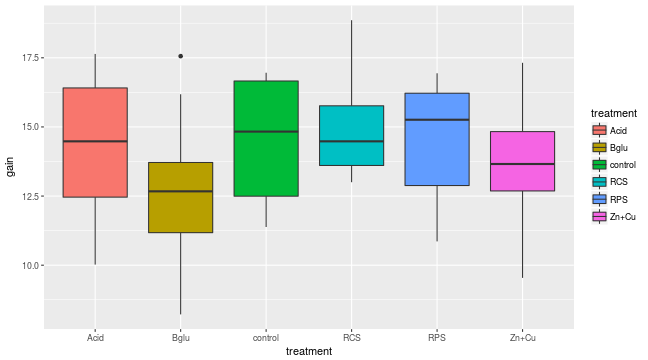 gain
17.5
15.0
12.5
10.0
Acid
Bglu
control
RCS
RPS
Zn+Cu
treatment
treatment
Acid
Bglu
control
RCS
RPS
Zn+Cu